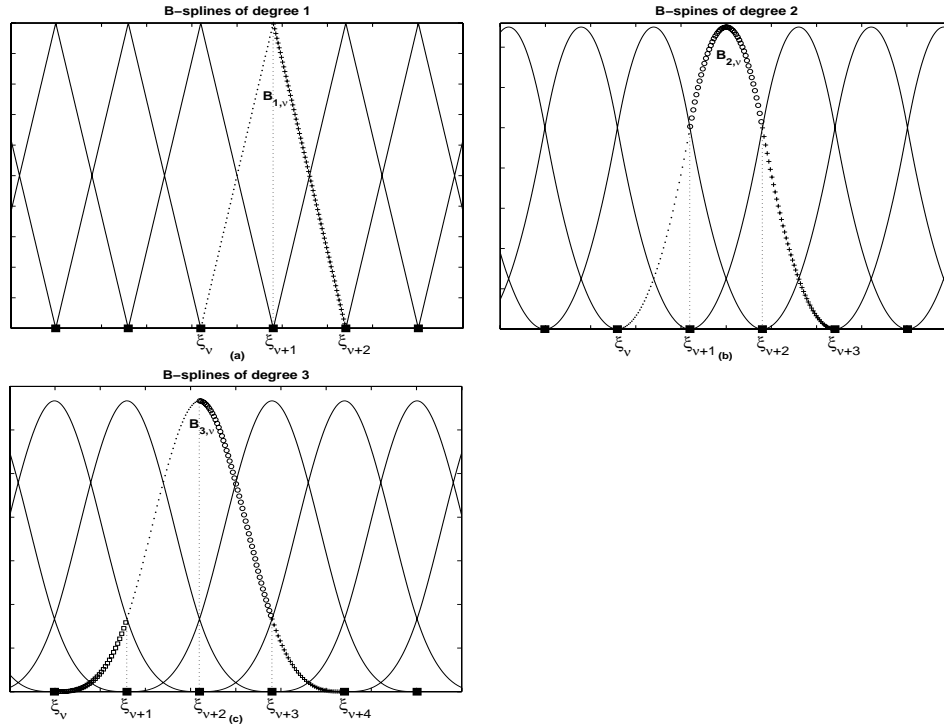 B-splines of degree 1
B1,ν
ξν ξν+1 ξν+2
(a)
B-spines of degree 2
B2,ν
ξν ξν+1 ξν+2 ξν+3
(b)
B-splines of degree 3
B3,ν
ξν ξν+1 ξν+2 ξν+3 ξν+4
(c)